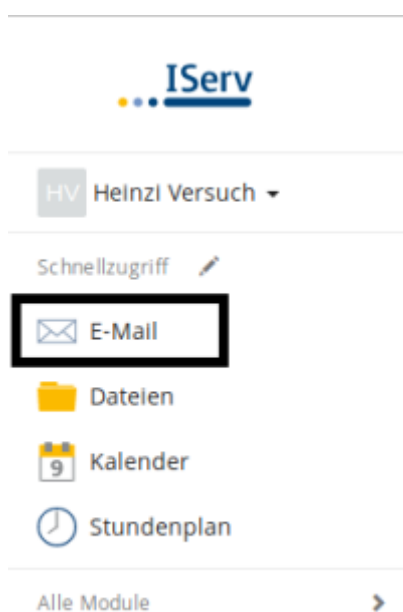 IServ
HV Heinzi Versuch
Schnellzugriff
E-Mail
Dateien
9 Kalender
Stundenplan
Alle Module